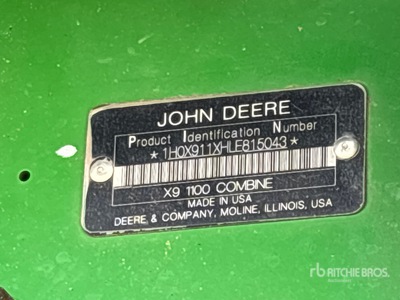 JOHN DEERE
Product Identification Number
*1H0X911XHLF815043*
X9 1100 COMBINE
MADE IN USA
DEERE & COMPANY, MOLINE, ILLINOIS, USA
rb RITCHIE BROS.